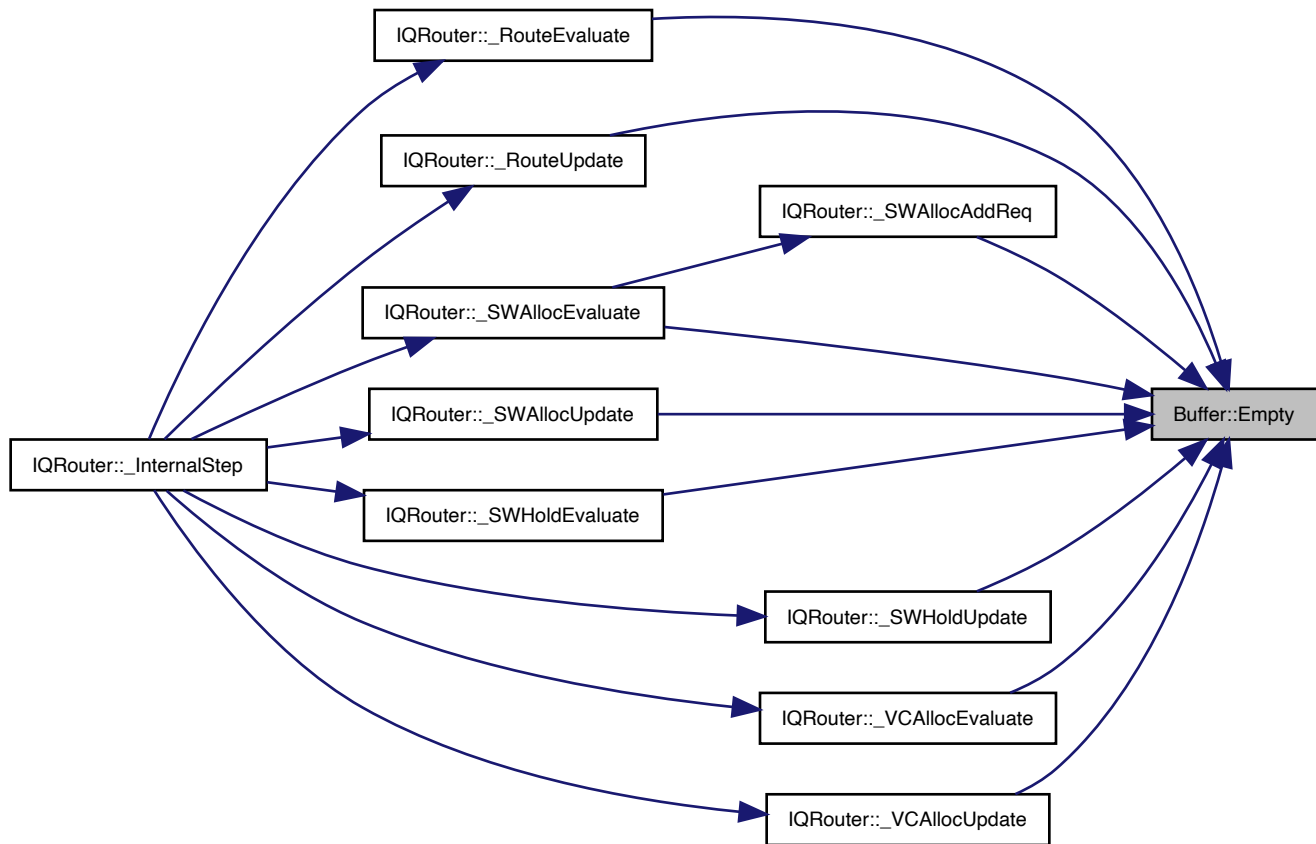 IQRouter::_RouteEvaluate
IQRouter::_RouteUpdate
IQRouter::_SWAllocAddReq
IQRouter::_SWAllocEvaluate
IQRouter::_SWAllocUpdate
Buffer::Empty
IQRouter::_InternalStep
IQRouter::_SWHoldEvaluate
IQRouter::_SWHoldUpdate
IQRouter::_VCAllocEvaluate
IQRouter::_VCAllocUpdate